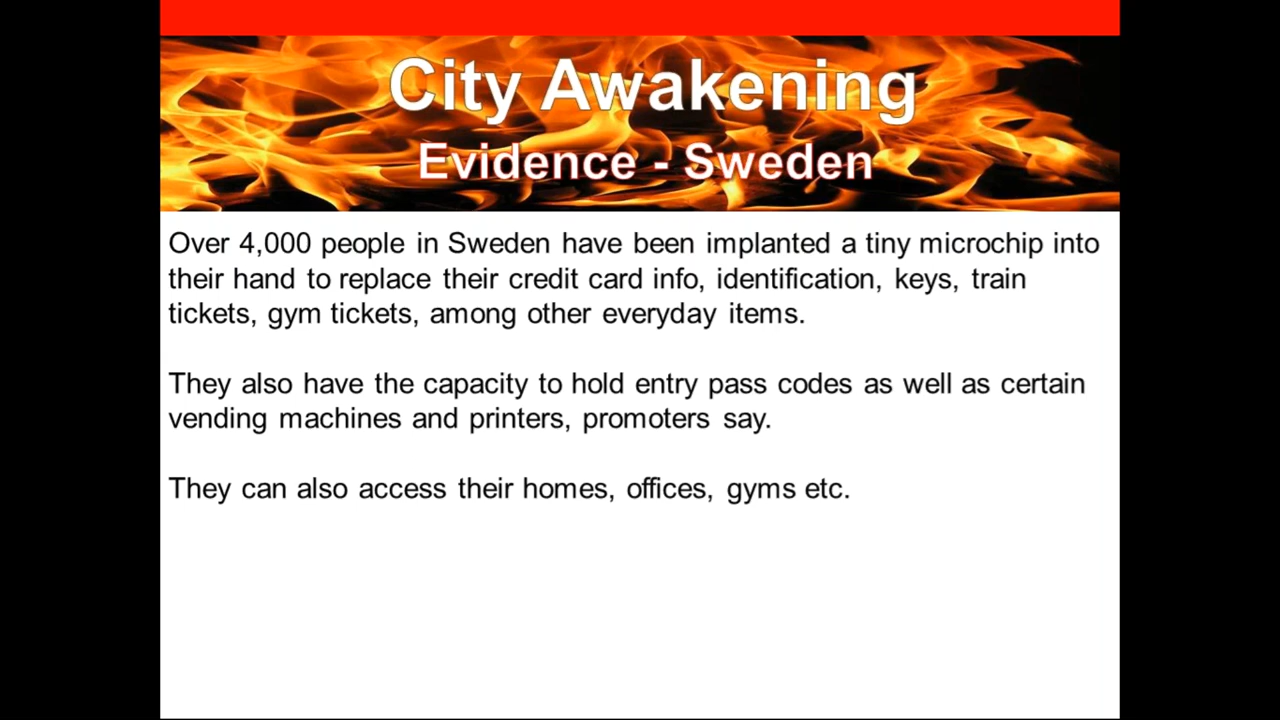 City Awakening
Evidence - Sweden
Over 4,000 people in Sweden have been implanted a tiny microchip into
their hand to replace their credit card info, identification, keys, train
tickets, gym tickets, among other everyday items.
They also have the capacity to hold entry pass codes as well as certain
vending machines and printers, promoters say.
They can also access their homes, offices, gyms etc.